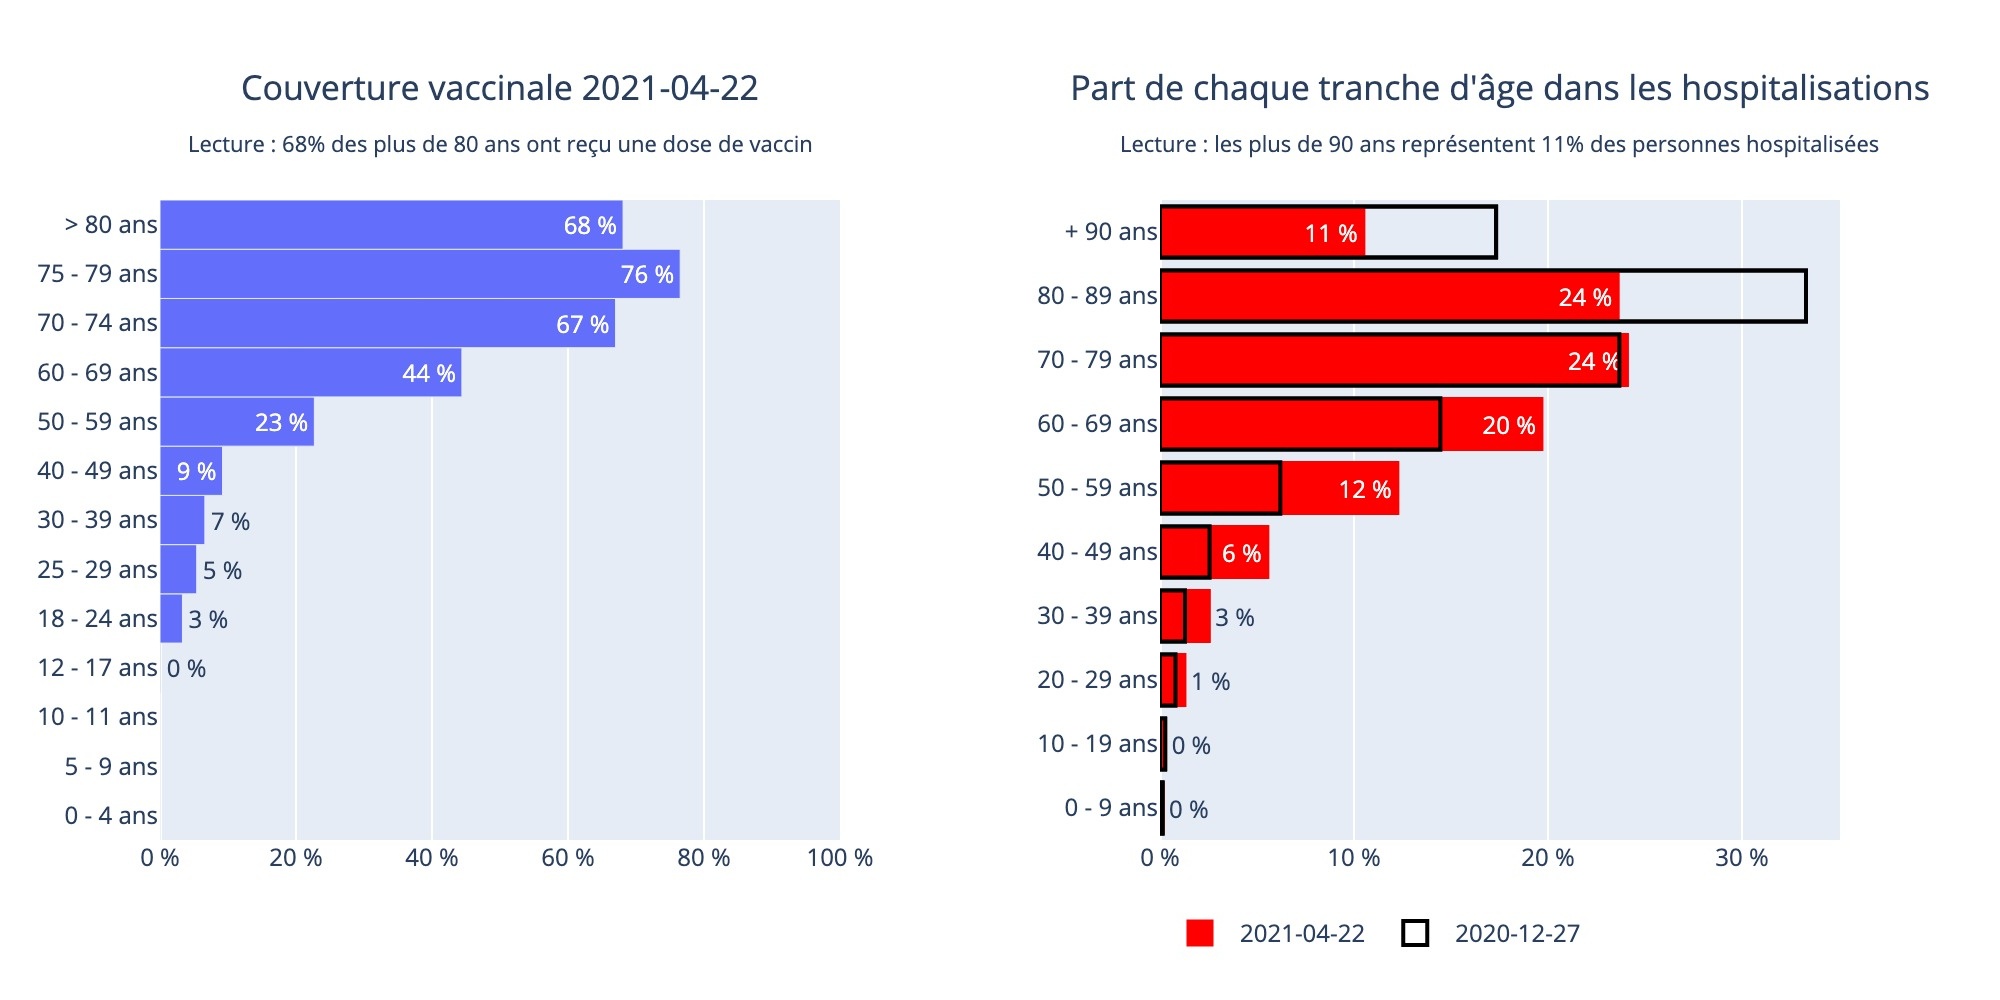 Couverture vaccinale 2021-04-22
Lecture : 68% des plus de 80 ans ont reçu une dose de vaccin
> 80 ans 68 %
75 - 79 ans 76 %
70 - 74 ans 67 %
60 - 69 ans 44 %
50 - 59 ans 23 %
40 - 49 ans 9 %
30 - 39 ans 7 %
25 - 29 ans 5 %
18 - 24 ans 3 %
12 - 17 ans 0 %
10 - 11 ans
5 - 9 ans
0 - 4 ans
0 % 20 % 40 % 60 % 80 % 100 %
Part de chaque tranche d'âge dans les hospitalisations
Lecture : les plus de 90 ans représentent 11% des personnes hospitalisées
+ 90 ans 11 %
80 - 89 ans 24 %
70 - 79 ans 24 %
60 - 69 ans 20 %
50 - 59 ans 12 %
40 - 49 ans 6 %
30 - 39 ans 3 %
20 - 29 ans 1 %
10 - 19 ans 0 %
0 - 9 ans 0 %
0 % 10 % 20 % 30 %
2021-04-22 2020-12-27